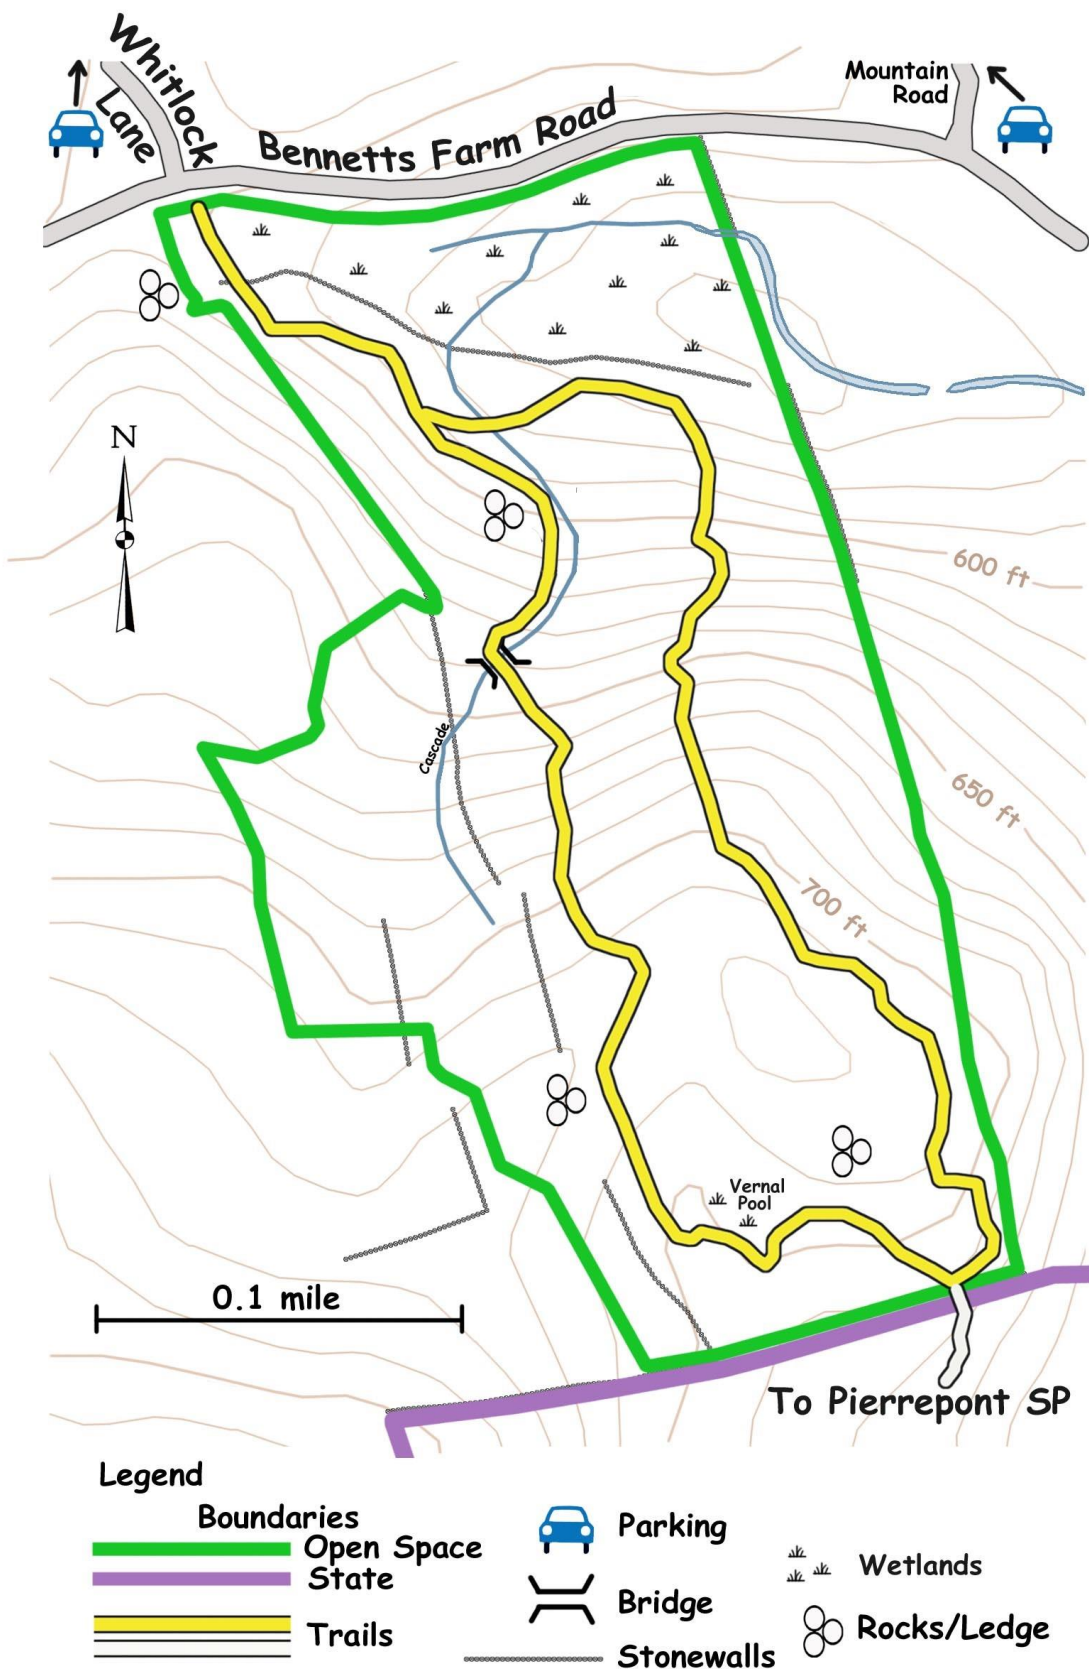 Whitlock
Lane
Bennetts Farm Road
Mountain
Road
N
600 ft
650 ft
700 ft
Cascade
Vernal
Pool
0.1 mile
To Pierrepont SP
Legend
Boundaries
Open Space
State
Trails
Parking
Bridge
Stonewalls
Wetlands
Rocks/Ledge